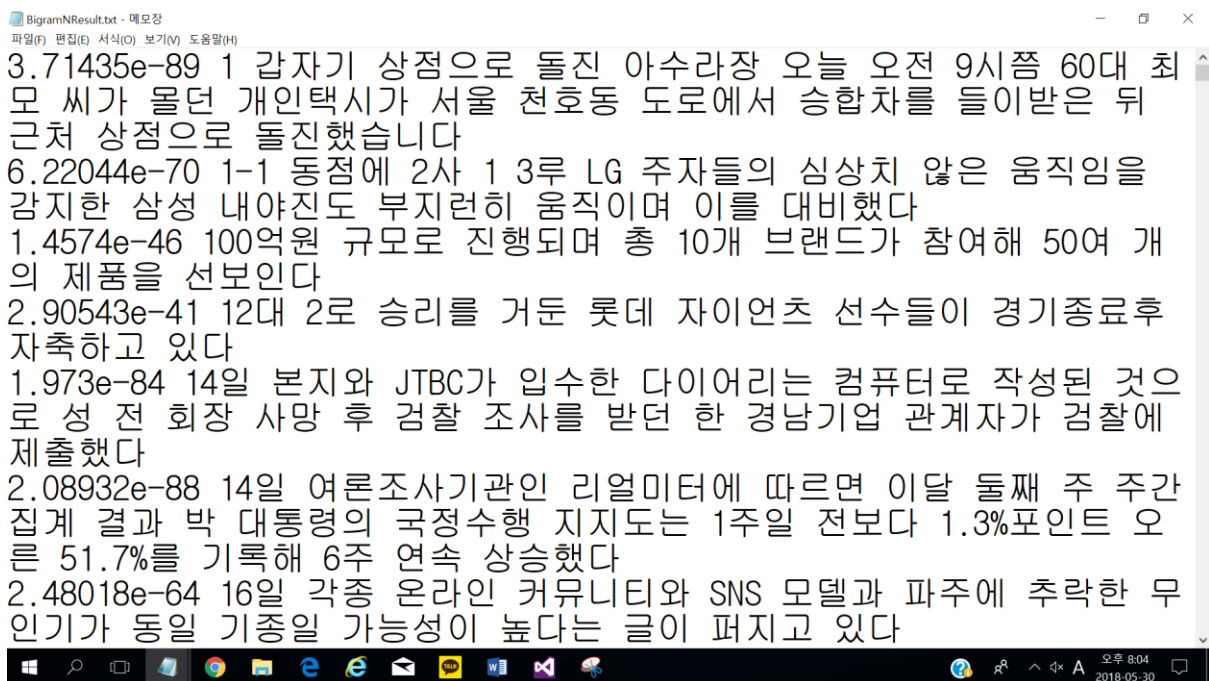 BigramNResult.txt - 메모장
파일(F) 편집(E) 서식(O) 보기(V) 도움말(H)
3.71435e-89 1 갑자기 상점으로 돌진 아수라장 오늘 오전 9시쯤 60대 최
모 씨가 몰던 개인택시가 서울 천호동 도로에서 승합차를 들이받은 뒤
근처 상점으로 돌진했습니다
6.22044e-70 1-1 동점에 2사 1 3루 LG 주자들의 심상치 않은 움직임을
감지한 삼성 내야진도 부지런히 움직이며 이를 대비했다
1.4574e-46 100억원 규모로 진행되며 총 10개 브랜드가 참여해 50여 개
의 제품을 선보인다
2.90543e-41 12대 2로 승리를 거둔 롯데 자이언츠 선수들이 경기종료후
자축하고 있다
1.973e-84 14일 본지와 JTBC가 입수한 다이어리는 컴퓨터로 작성된 것으
로 성 전 회장 사망 후 검찰 조사를 받던 한 경남기업 관계자가 검찰에
제출했다
2.08932e-88 14일 여론조사기관인 리얼미터에 따르면 이달 둘째 주 주간
집계 결과 박 대통령의 국정수행 지지도는 1주일 전보다 1.3%포인트 오
른 51.7%를 기록해 6주 연속 상승했다
2.48018e-64 16일 각종 온라인 커뮤니티와 SNS 모델과 파주에 추락한 무
인기가 동일 기종일 가능성이 높다는 글이 퍼지고 있다
TALK
A
오후 8:04
2018-05-30